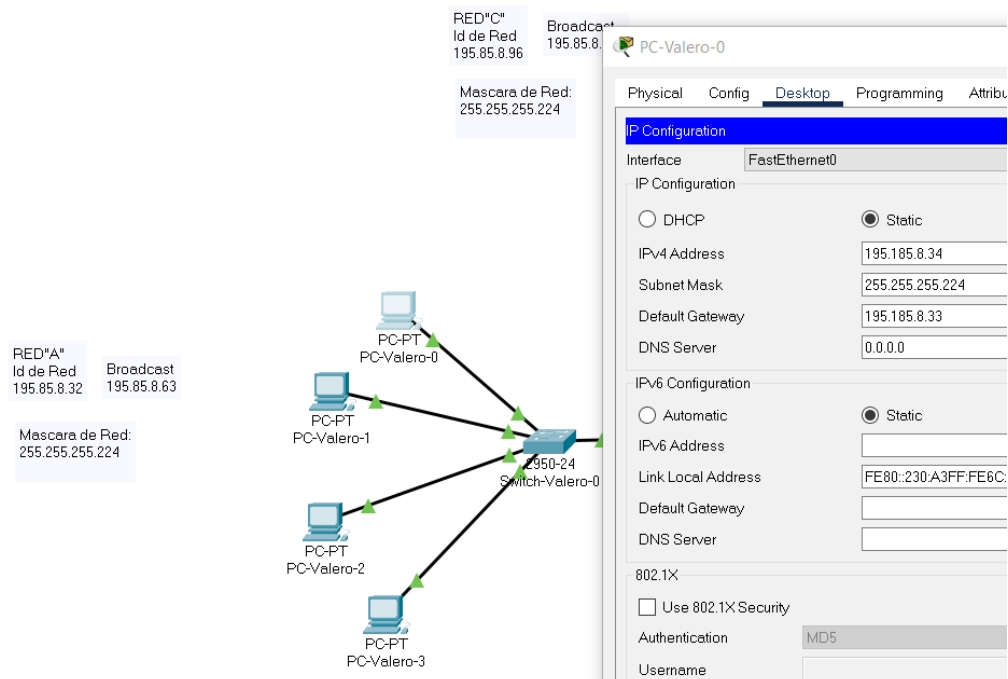 RED"C"
Id de Red
195.85.8.96
Broadcast
195.85.8.
Mascara de Red:
255.255.255.224
RED"A"
Id de Red
195.85.8.32
Broadcast
195.85.8.63
Mascara de Red:
255.255.255.224
PC-PT
PC-Valero-0
PC-PT
PC-Valero-1
PC-PT
PC-Valero-2
PC-PT
PC-Valero-3
2950-24
Switch-Valero-0
PC-Valero-0
Physical Config Desktop Programming Attribu
IP Configuration
Interface FastEthernet0
IP Configuration
DHCP Static
IPv4 Address 195.185.8.34
Subnet Mask 255.255.255.224
Default Gateway 195.185.8.33
DNS Server 0.0.0.0
IPv6 Configuration
Automatic Static
IPv6 Address
Link Local Address FE80::230:A3FF:FE6C:
Default Gateway
DNS Server
802.1X
Use 802.1X Security
Authentication MD5
Username